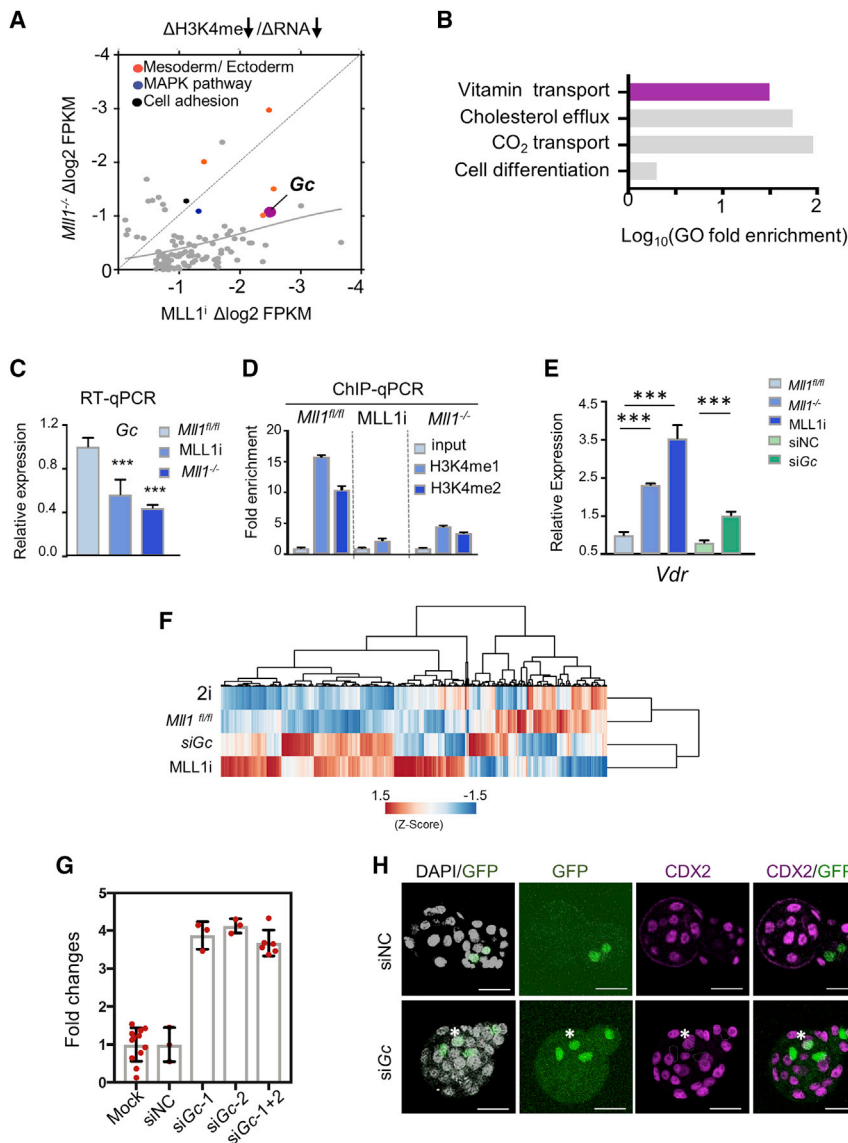 A
ΔH3K4me↓/ΔRNA↓
Mll1-/- Δlog2 FPKM
-4
-3
-2
-1
0
Mesoderm/ Ectoderm
MAPK pathway
Cell adhesion
Gc
0
-1
-2
-3
-4
MLL1i Δlog2 FPKM
B
Vitamin transport
Cholesterol efflux
CO2 transport
Cell differentiation
0
1
2
Log10(GO fold enrichment)
C
RT-qPCR
Relative expression
1.2
0.8
0.4
0.0
Gc
***
***
Mll1fl/fl
MLL1i
Mll1-/-
D
ChIP-qPCR
Mll1fl/fl
MLL1i
Mll1-/-
Fold enrichment
20
15
10
5
0
input
H3K4me1
H3K4me2
E
Relative Expression
4.5
3.5
2.5
1.5
0.5
***
***
***
Vdr
Mll1fl/fl
Mll1-/-
MLL1i
siNC
siGc
F
2i
Mll1 fl/fl
siGc
MLL1i
1.5
-1.5
(Z-Score)
G
Fold changes
5
4
3
2
1
0
Mock
siNC
siGc-1
siGc-2
siGc-1+2
H
DAPI/GFP
GFP
CDX2
CDX2/GFP
siNC
siGc
*
*
*
*